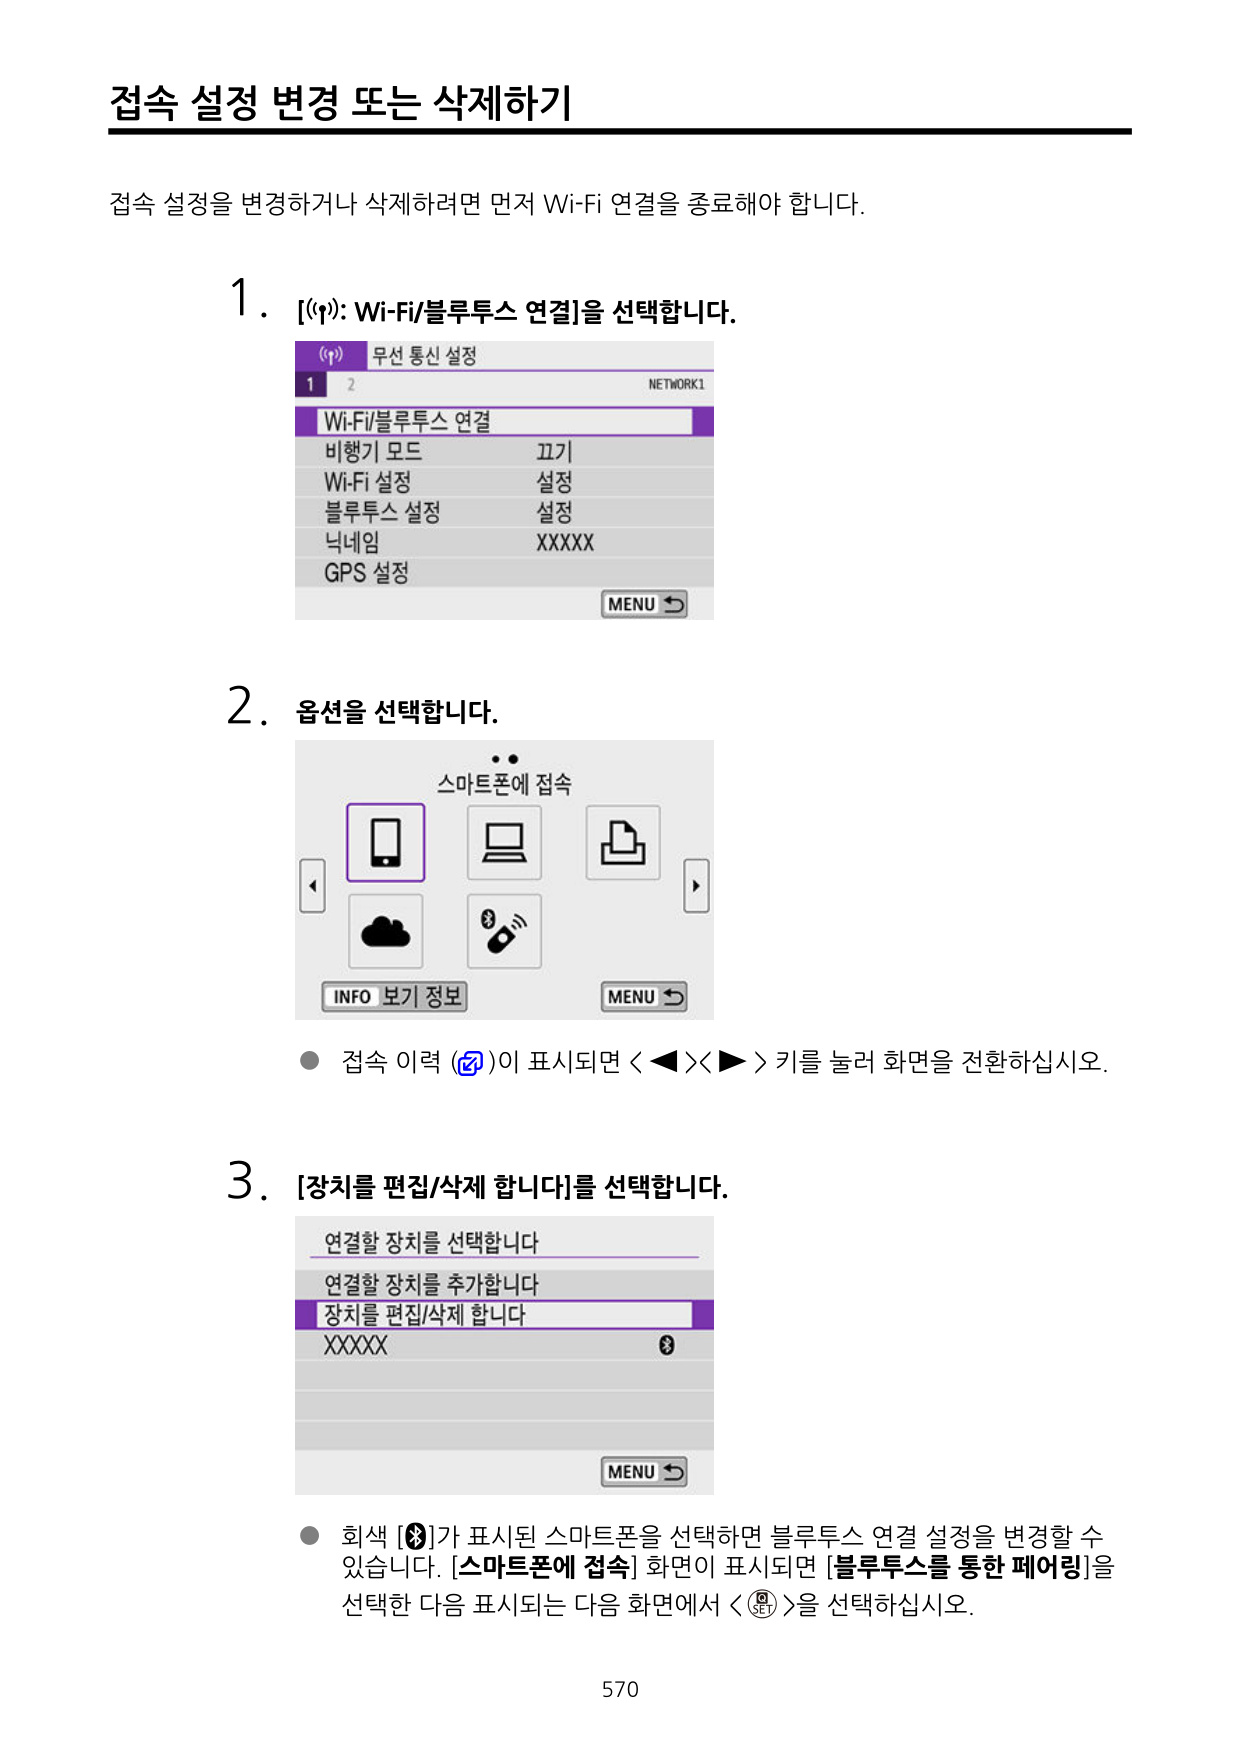 접속 설정 변경 또는 삭제하기
접속 설정을 변경하거나 삭제하려면 먼저 Wi-Fi 연결을 종료해야 합니다.
1. [: Wi-Fi/블루투스 연결]을 선택합니다.
무선 통신 설정
1 2 NETWORK1
Wi-Fi/블루투스 연결
비행기 모드 끄기
Wi-Fi 설정 설정
블루투스 설정 설정
닉네임 XXXXX
GPS 설정
MENU
2. 옵션을 선택합니다.
스마트폰에 접속
INFO 보기 정보 MENU
● 접속 이력 ()이 표시되면 < ◀ >< ▶ > 키를 눌러 화면을 전환하십시오.
3. [장치를 편집/삭제 합니다]를 선택합니다.
연결할 장치를 선택합니다
연결할 장치를 추가합니다
장치를 편집/삭제 합니다
XXXXX
MENU
● 회색 []가 표시된 스마트폰을 선택하면 블루투스 연결 설정을 변경할 수
있습니다. [스마트폰에 접속] 화면이 표시되면 [블루투스를 통한 페어링]을
선택한 다음 표시되는 다음 화면에서 < SET >을 선택하십시오.
570